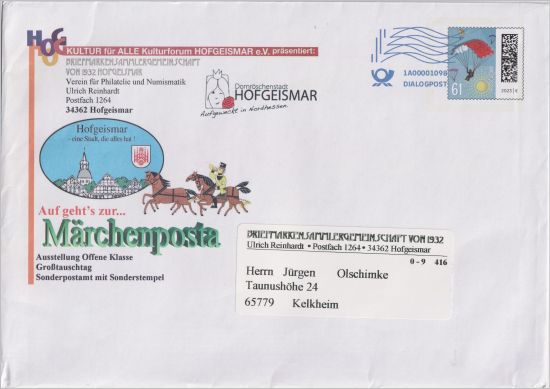 HOG
KULTUR für ALLE Kulturforum HOFGEISMAR e.V. präsentiert:
BRIEFMARKENSAMMLERGEMEINSCHAFT
VON 1932 HOFGEISMAR
Verein für Philatelie und Numismatik
Ulrich Reinhardt
Postfach 1264
34362 Hofgeismar
Dornröschenstadt
HOFGEISMAR
Aufgeweckt in Nordhessen.
1A00001098
DIALOGPOST
61
Hofgeismar
– eine Stadt, die alles hat !
Auf geht's zur...
Märchenposta
Ausstellung Offene Klasse
Großtauschtag
Sonderpostamt mit Sonderstempel
BRIEFMARKENSAMMLERGEMEINSCHAFT VON 1932
Ulrich Reinhardt • Postfach 1264 • 34362 Hofgeismar
0 - 9 416
Herrn Jürgen Olschimke
Taunushöhe 24
65779 Kelkheim